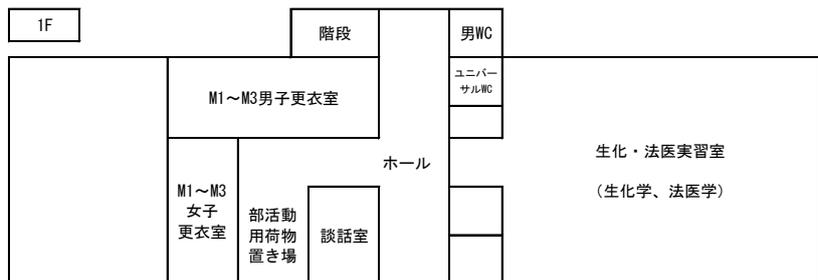 1F
階段
男WC
ユニバー
サルWC
M1～M3男子更衣室
ホール
生化・法医実習室
（生化学、法医学）
M1～M3
女子
更衣室
部活動
用荷物
置き場
談話室